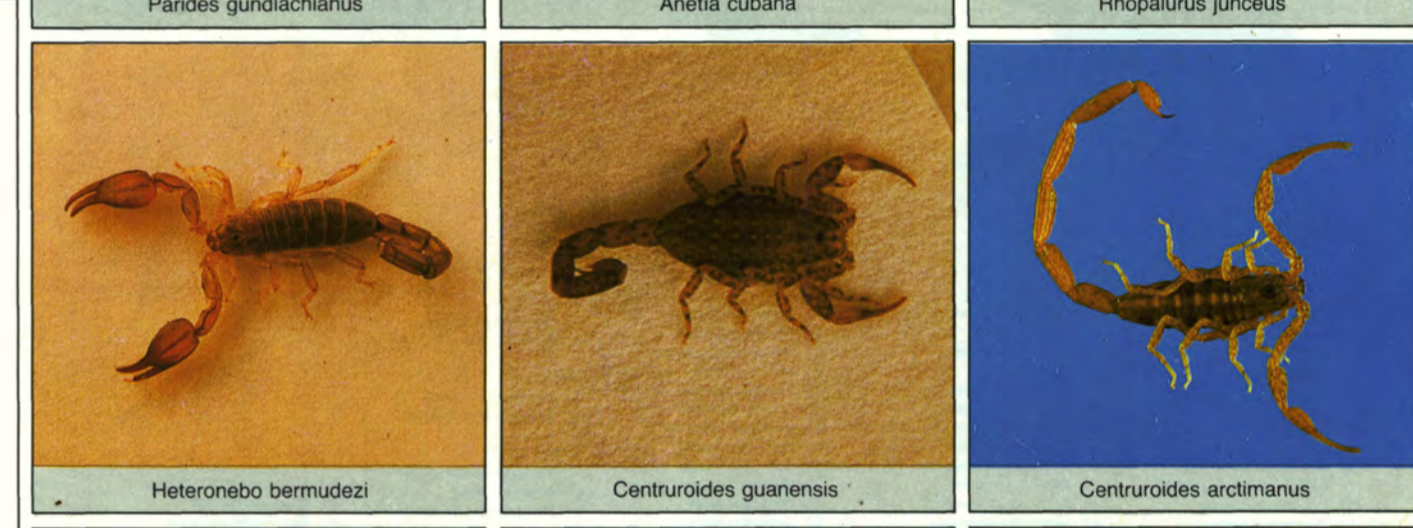 Parides gundlachianus
Anetia cubana
Rhopalurus junceus
Heteronebo bermudezi
Centruroides guanensis
Centruroides arctimanus